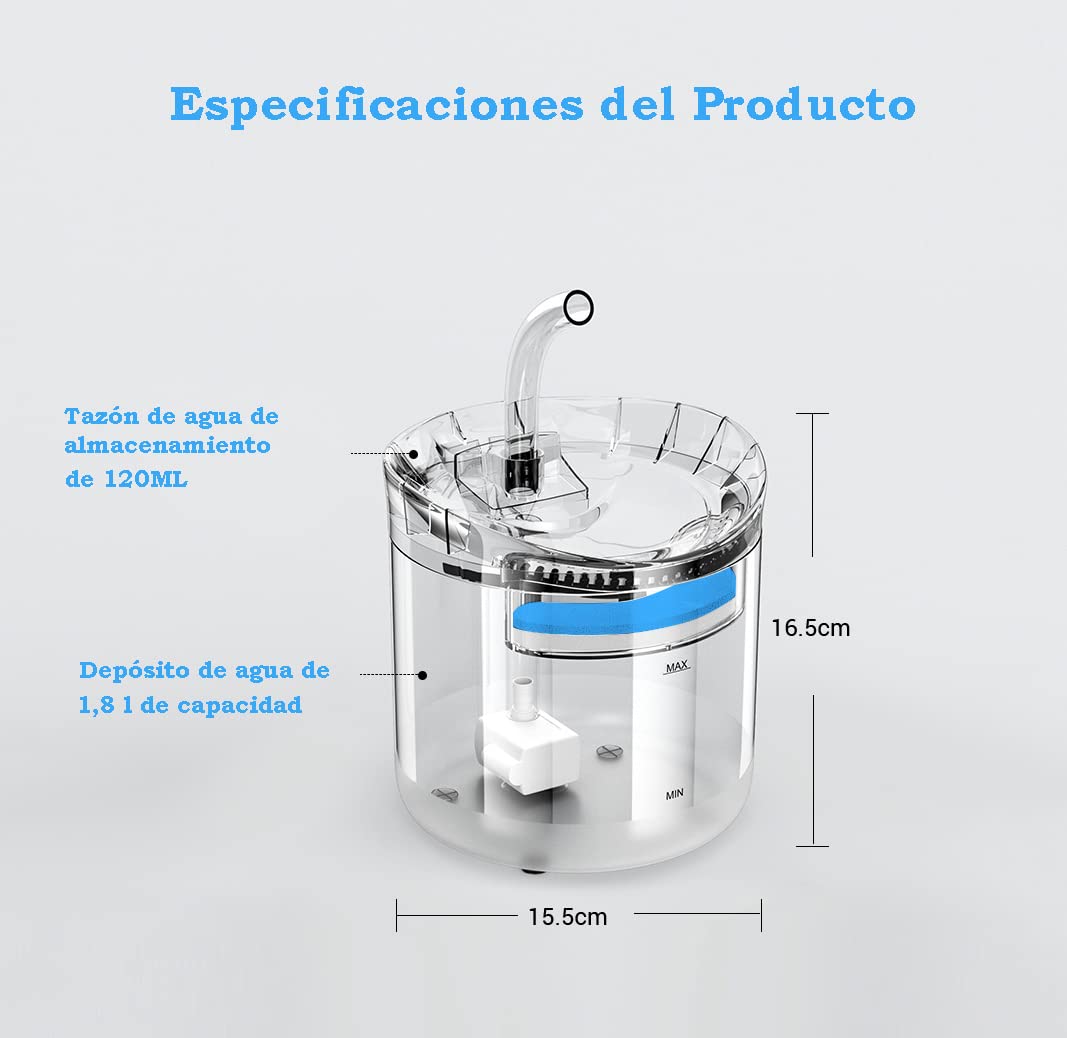 Especificaciones del Producto
Tazón de agua de
almacenamiento
de 120ML
16.5cm
MAX
Depósito de agua de
1,8 l de capacidad
MIN
15.5cm